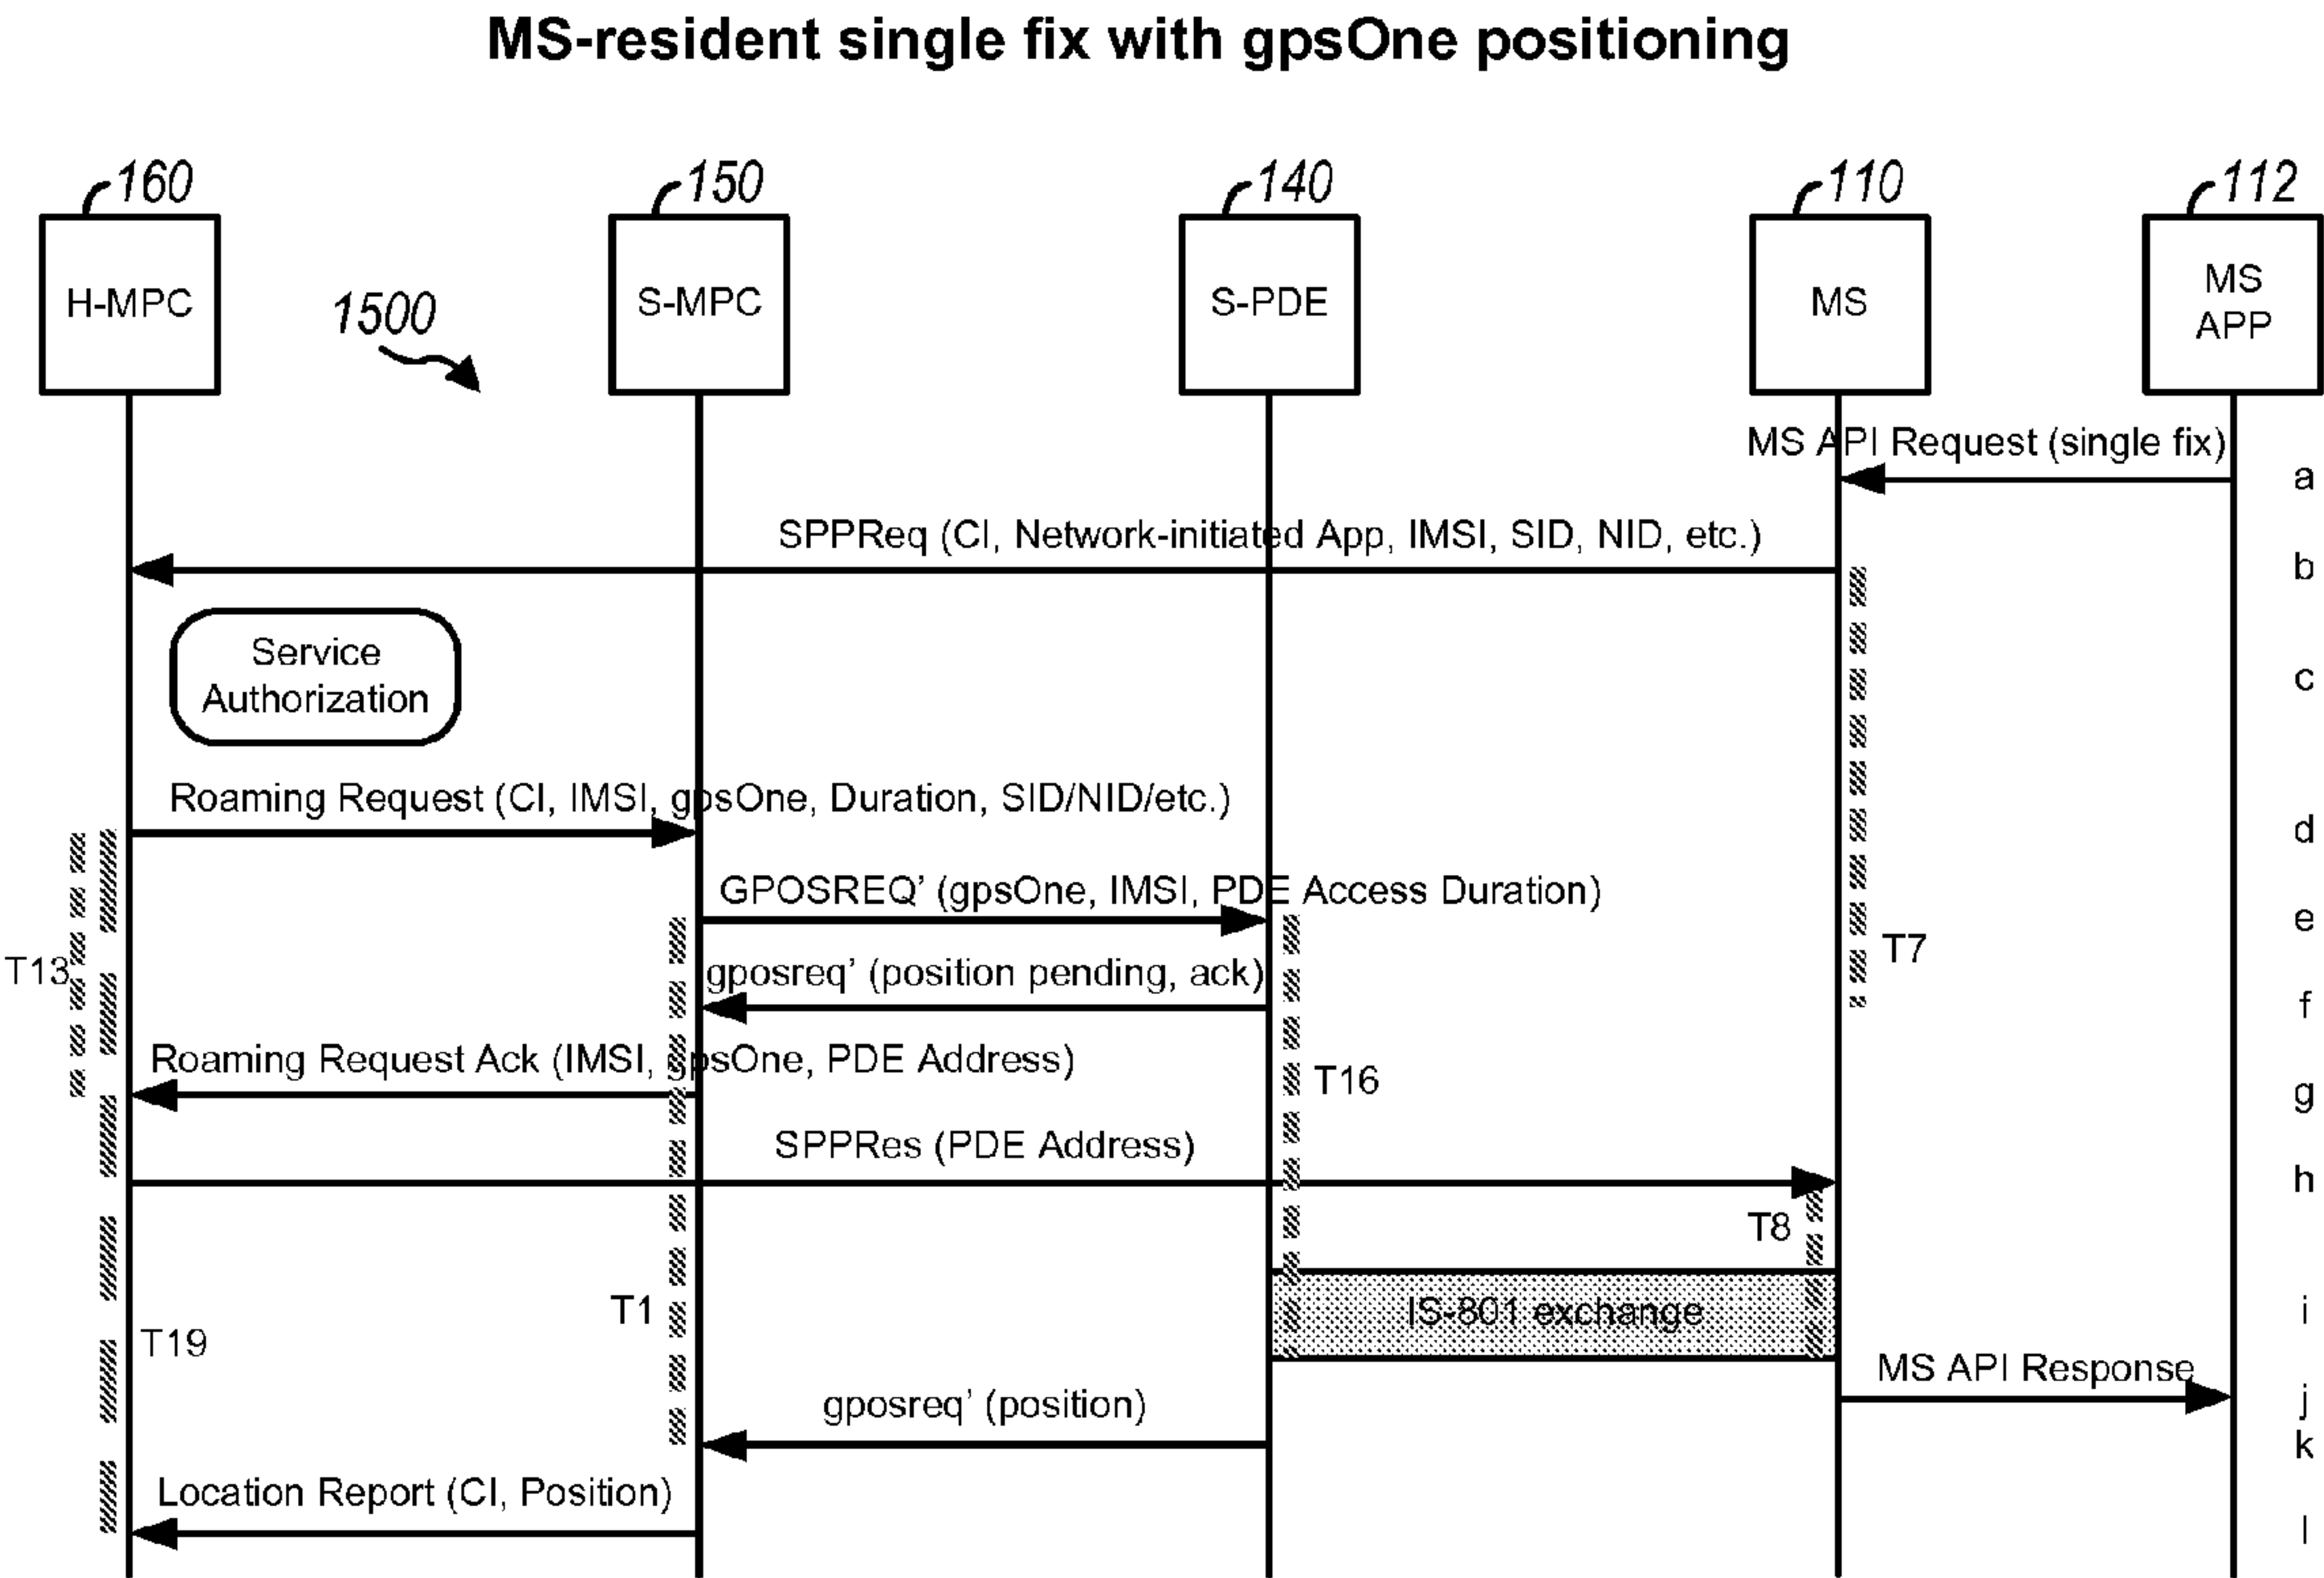 MS-resident single fix with gpsOne positioning
160
150
140
110
112
H-MPC
1500
S-MPC
S-PDE
MS
MS
APP
MS API Request (single fix)
a
SPPReq (CI, Network-initiated App, IMSI, SID, NID, etc.)
b
Service
Authorization
c
Roaming Request (CI, IMSI, gpsOne, Duration, SID/NID/etc.)
d
GPOSREQ’ (gpsOne, IMSI, PDE Access Duration)
e
T7
T13
gposreq’ (position pending, ack)
f
Roaming Request Ack (IMSI, gpsOne, PDE Address)
T16
g
SPPRes (PDE Address)
h
T8
T1
IS-801 exchange
i
T19
MS API Response
j
gposreq’ (position)
k
Location Report (CI, Position)
l